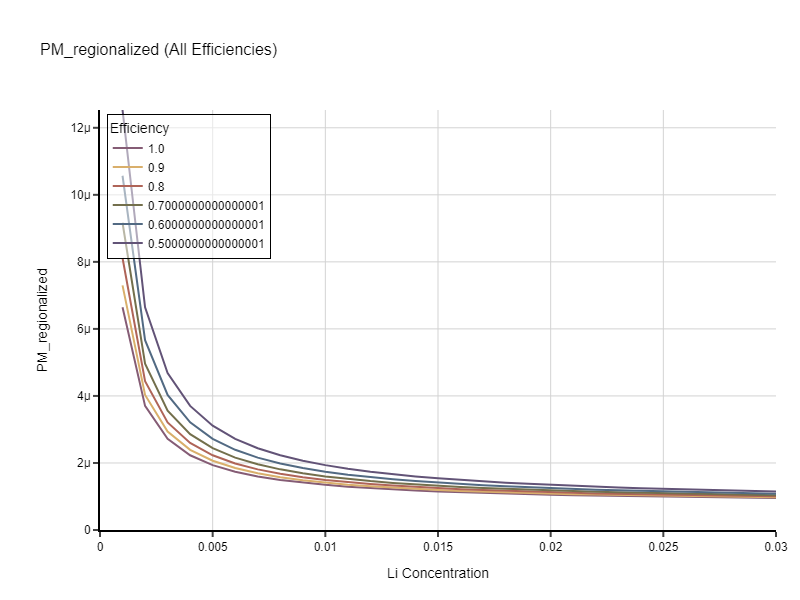 PM_regionalized (All Efficiencies)
Efficiency
1.0
0.9
0.8
0.7000000000000001
0.6000000000000001
0.5000000000000001
12μ
10μ
8μ
6μ
4μ
2μ
0
PM_regionalized
0 0.005 0.01 0.015 0.02 0.025 0.03
Li Concentration